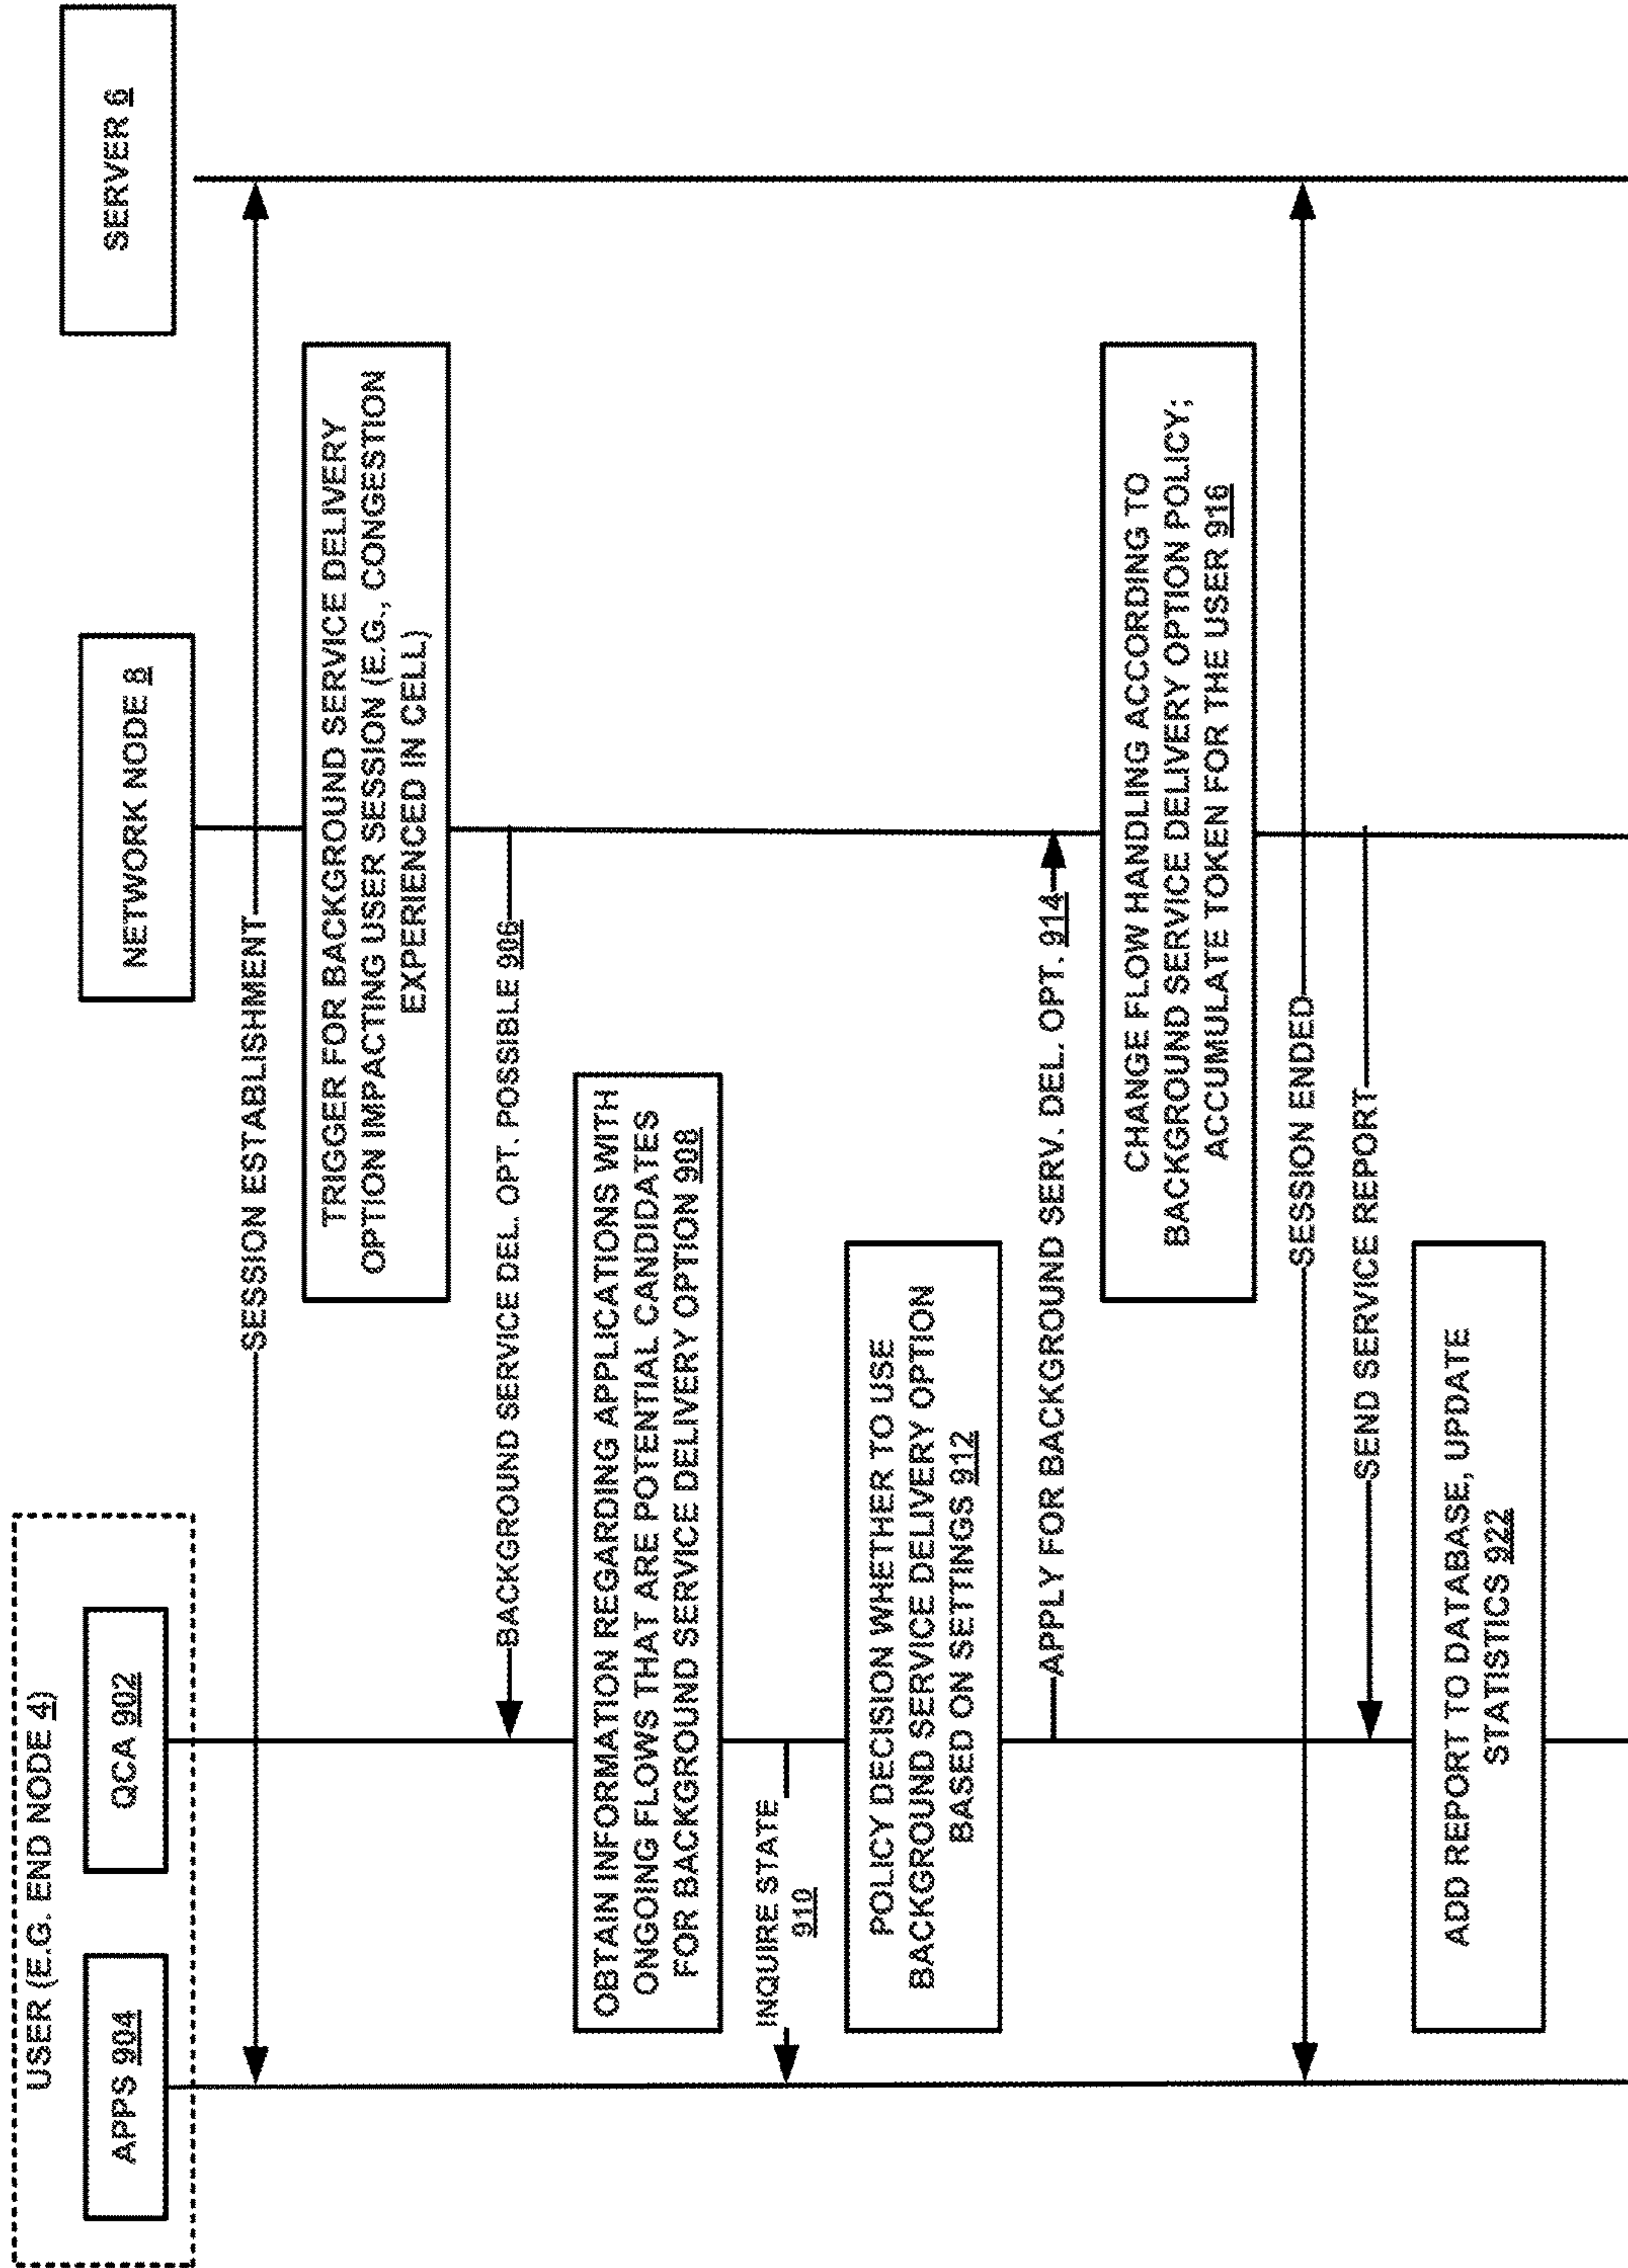 USER (E.G. END NODE 4)
APPS 904
QCA 902
NETWORK NODE 8
SERVER 6
SESSION ESTABLISHMENT
TRIGGER FOR BACKGROUND SERVICE DELIVERY
OPTION IMPACTING USER SESSION (E.G., CONGESTION
EXPERIENCED IN CELL)
BACKGROUND SERVICE DEL. OPT. POSSIBLE 906
OBTAIN INFORMATION REGARDING APPLICATIONS WITH
ONGOING FLOWS THAT ARE POTENTIAL CANDIDATES
FOR BACKGROUND SERVICE DELIVERY OPTION 908
INQUIRE STATE
910
POLICY DECISION WHETHER TO USE
BACKGROUND SERVICE DELIVERY OPTION
BASED ON SETTINGS 912
APPLY FOR BACKGROUND SERV. DEL. OPT. 914
CHANGE FLOW HANDLING ACCORDING TO
BACKGROUND SERVICE DELIVERY OPTION POLICY;
ACCUMULATE TOKEN FOR THE USER 916
SESSION ENDED
SEND SERVICE REPORT
ADD REPORT TO DATABASE, UPDATE
STATISTICS 922